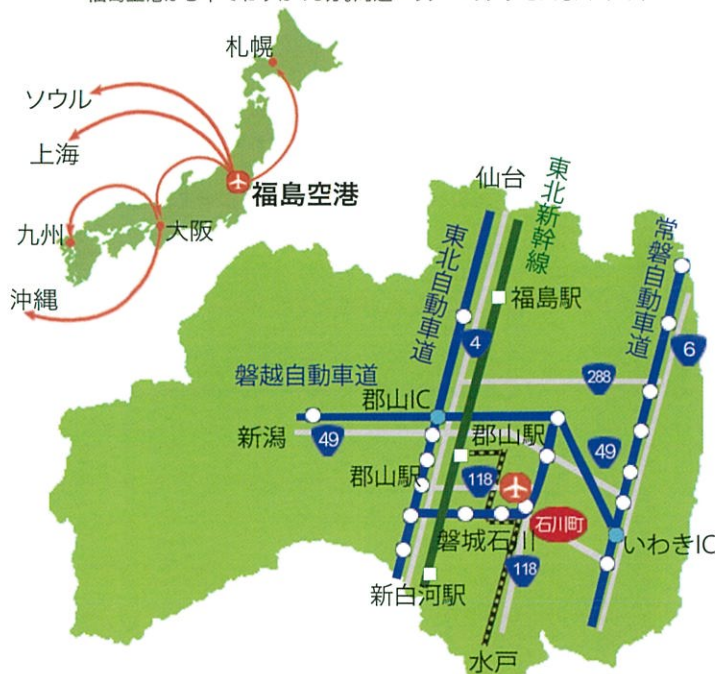 札幌
ソウル
上海
福島空港
九州
大阪
沖縄
仙台
東北新幹線
東北自動車道
常磐自動車道
福島駅
4
6
磐越自動車道
288
郡山IC
新潟
49
郡山駅
49
郡山駅
118
石川町
磐城石川
いわきIC
118
新白河駅
水戸